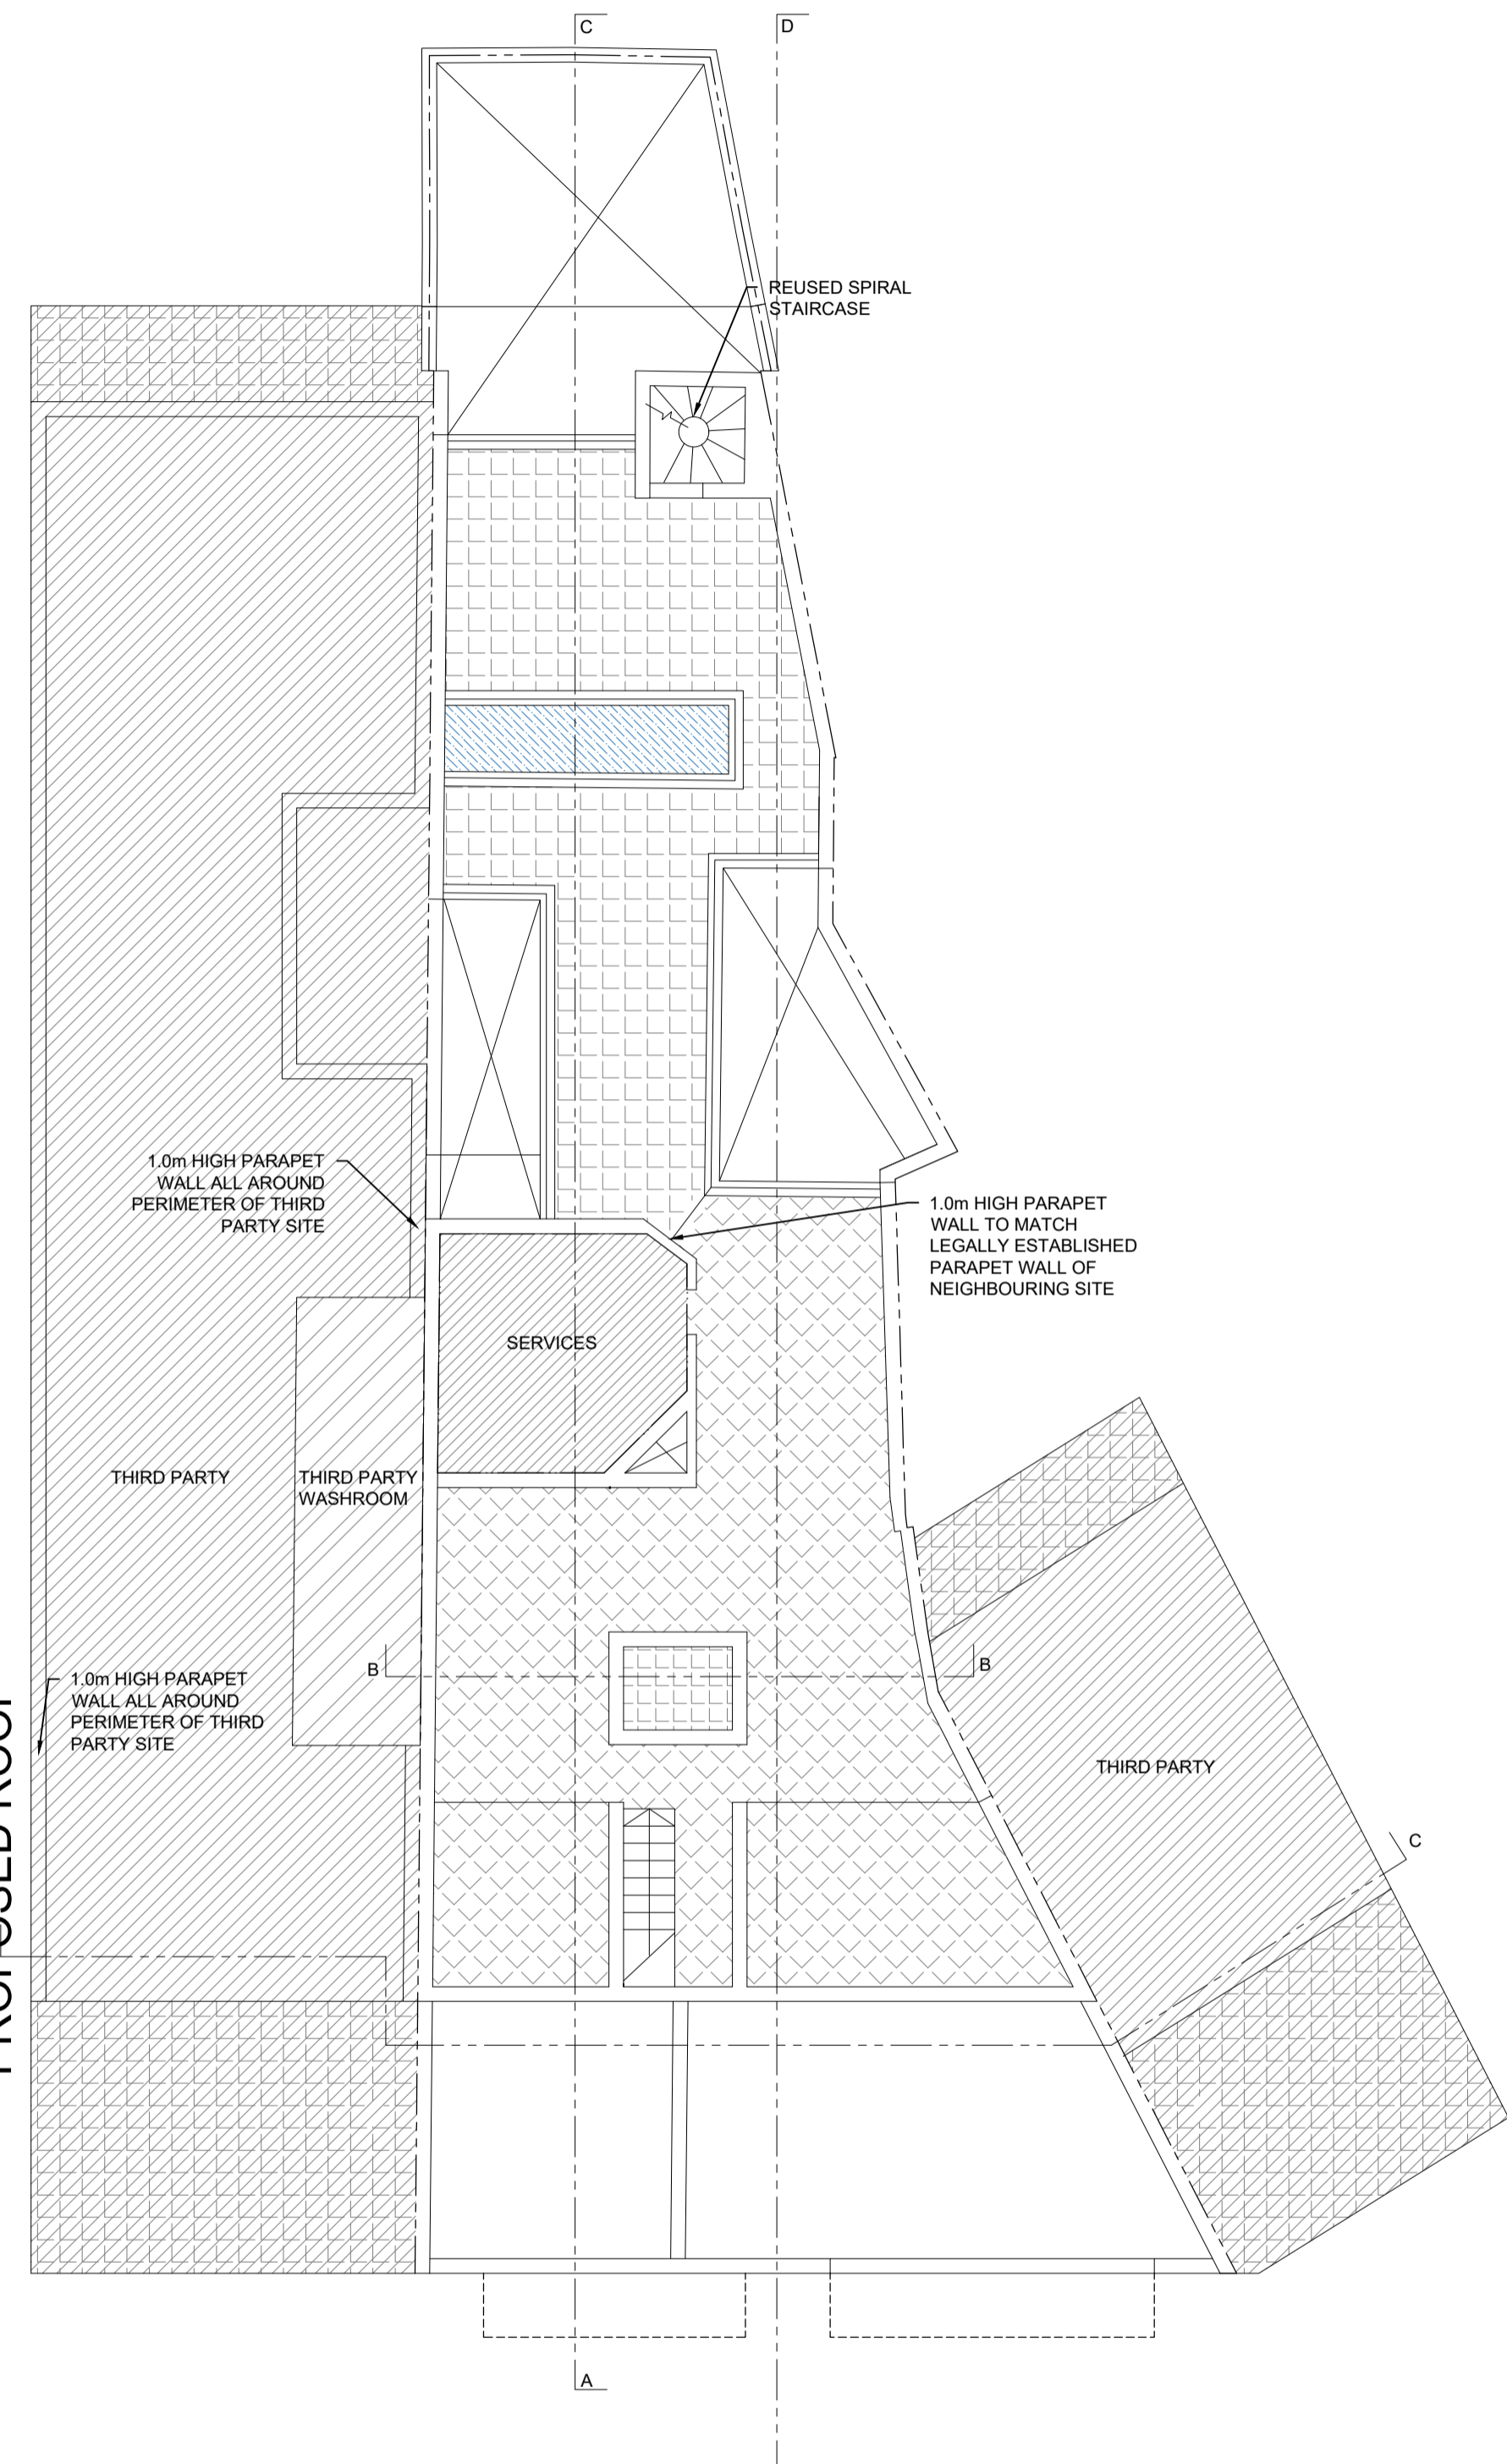 C
D
REUSED SPIRAL
STAIRCASE
1.0m HIGH PARAPET
WALL ALL AROUND
PERIMETER OF THIRD
PARTY SITE
1.0m HIGH PARAPET
WALL TO MATCH
LEGALLY ESTABLISHED
PARAPET WALL OF
NEIGHBOURING SITE
SERVICES
THIRD PARTY
THIRD PARTY
WASHROOM
B
B
1.0m HIGH PARAPET
WALL ALL AROUND
PERIMETER OF THIRD
PARTY SITE
THIRD PARTY
C
A